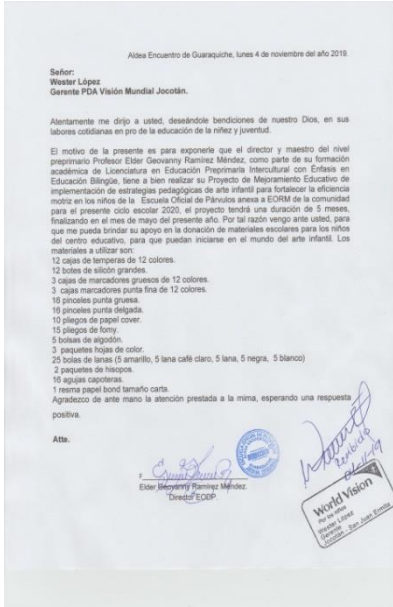 Aldea Encuentro de Guaraquiche, lunes 4 de noviembre del año 2019.
Señor:
Wester López
Gerente PDA Visión Mundial Jocotán.
Atentamente me dirijo a usted, deseándole bendiciones de nuestro Dios, en sus
labores cotidianas en pro de la educación de la niñez y juventud.
El motivo de la presente es para exponerle que el director y maestro del nivel
preprimario Profesor Elder Geovanny Ramírez Méndez, como parte de su formación
académica de Licenciatura en Educación Preprimaria Intercultural con Énfasis en
Educación Bilingüe, tiene a bien realizar su Proyecto de Mejoramiento Educativo de
implementación de estrategias pedagógicas de arte infantil para fortalecer la eficiencia
motriz en los niños de la Escuela Oficial de Párvulos anexa a EORM de la comunidad
para el presente ciclo escolar 2020, el proyecto tendrá una duración de 5 meses,
finalizando en el mes de mayo del presente año. Por tal razón vengo ante usted, para
que me pueda brindar su apoyo en la donación de materiales escolares para los niños
del centro educativo, para que puedan iniciarse en el mundo del arte infantil. Los
materiales a utilizar son:
12 cajas de temperas de 12 colores.
12 botes de silicón grandes.
3 cajas de marcadores gruesos de 12 colores.
3 cajas marcadores punta fina de 12 colores.
16 pinceles punta gruesa.
16 pinceles punta delgada.
10 pliegos de papel cover.
15 pliegos de fomy.
5 bolsas de algodón.
3 paquetes hojas de color.
25 bolas de lanas (5 amarillo, 5 lana café claro, 5 lana, 5 negra, 5 blanco)
2 paquetes de hisopos.
16 agujas capoteras.
1 resma papel bond tamaño carta.
Agradezco de ante mano la atención prestada a la mima, esperando una respuesta
positiva.
Atte.
F
Elder Geovanny Ramírez Méndez.
Director EODP.
World Vision
Por los niños
Wester López
Gerente
Jocotán - San Juan Ermita